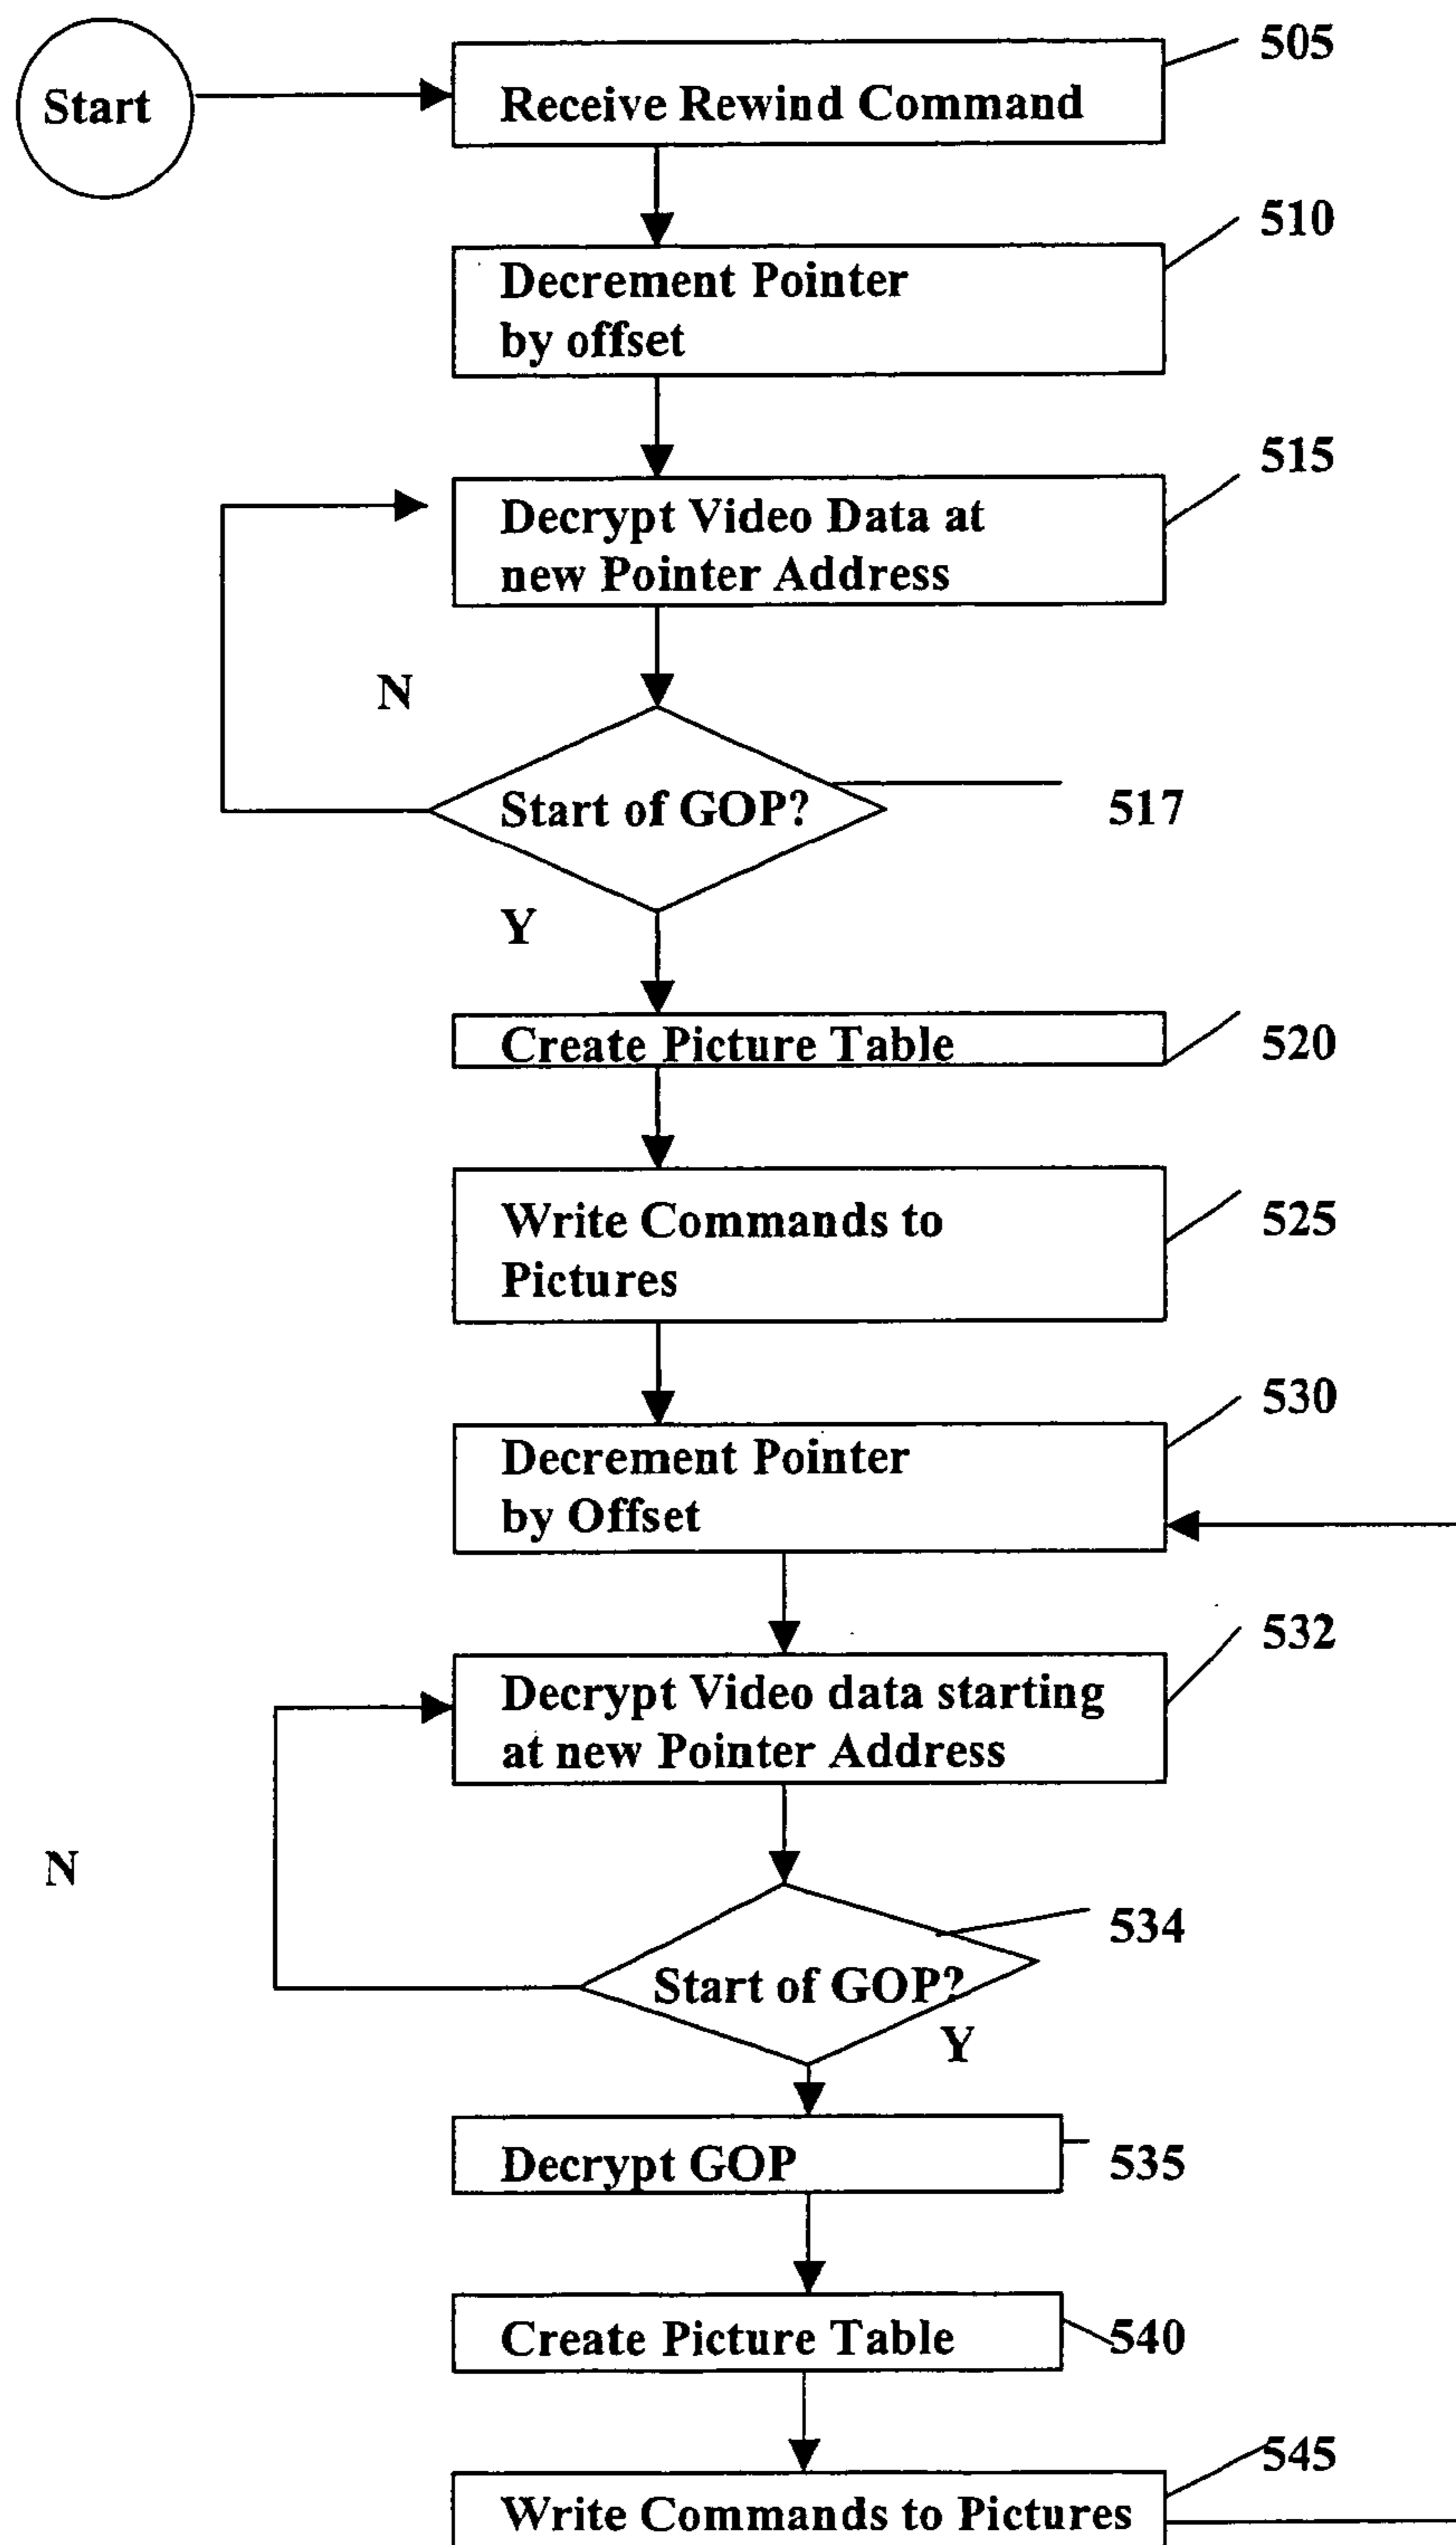 Start
505
Receive Rewind Command
510
Decrement Pointer
by offset
515
Decrypt Video Data at
new Pointer Address
N
Start of GOP?
517
Y
Create Picture Table
520
Write Commands to
Pictures
525
530
Decrement Pointer
by Offset
532
Decrypt Video data starting
at new Pointer Address
N
534
Start of GOP?
Y
Decrypt GOP
535
Create Picture Table
540
545
Write Commands to Pictures